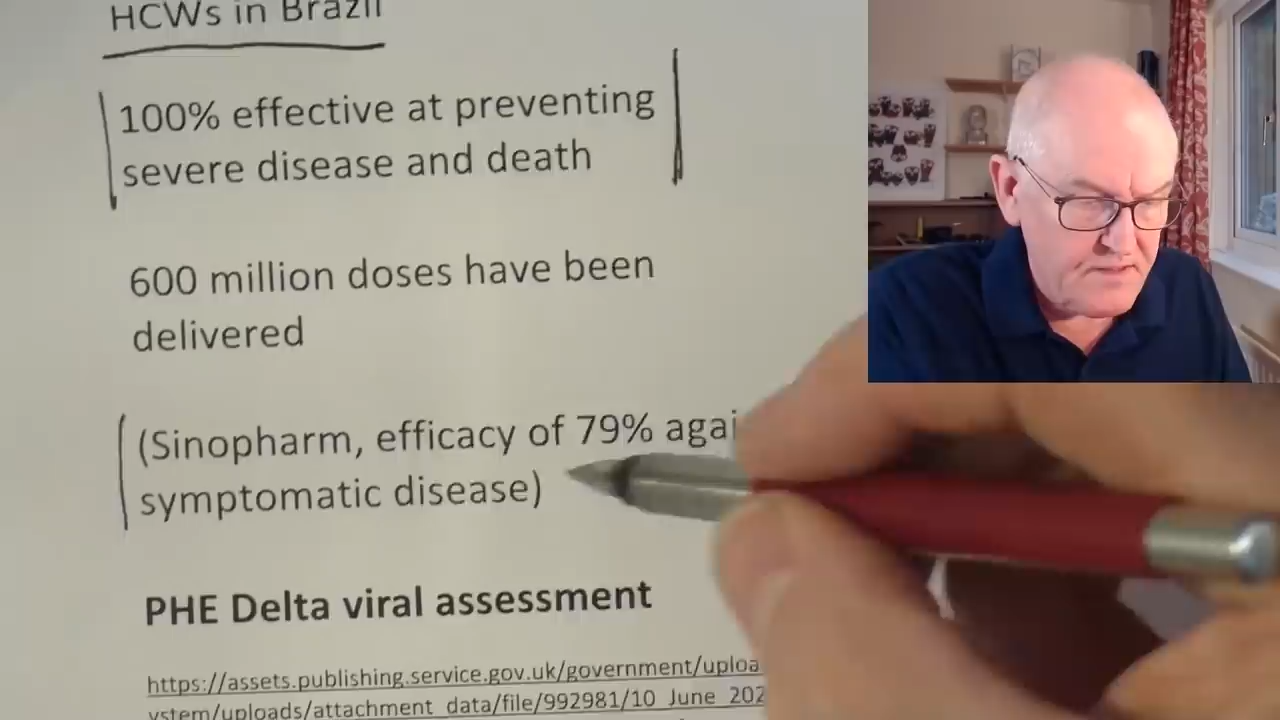 HCWs in Brazil
100% effective at preventing
severe disease and death
600 million doses have been
delivered
(Sinopharm, efficacy of 79%
symptomatic disease)
PHE Delta viral assessment
https://assets.publishing.service.gov.uk/government/uploa
ystem/uploads/attachment_data/file/992981/10_June_202